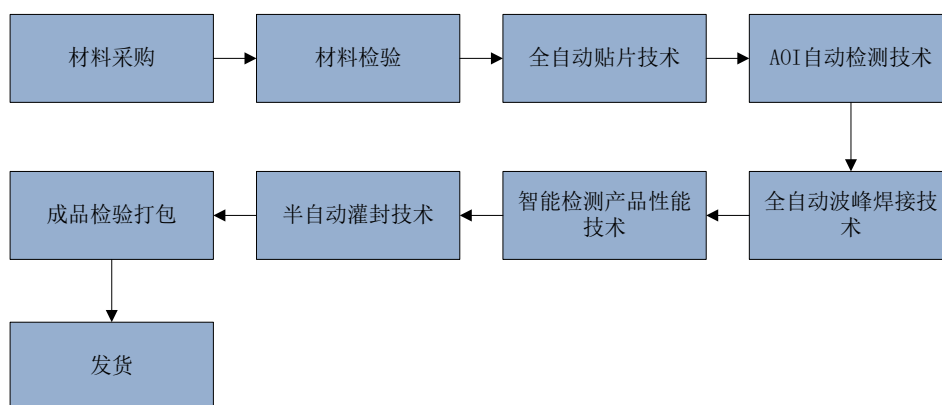 材料采购
材料检验
全自动贴片技术
AOI自动检测技术
成品检验打包
半自动灌封技术
智能检测产品性能
技术
全自动波峰焊接技
术
发货